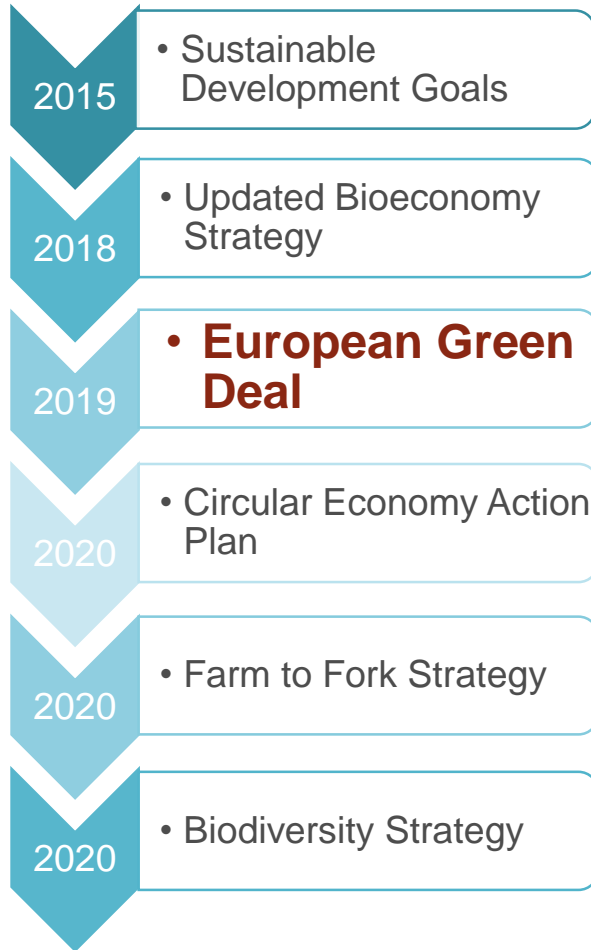 2015
• Sustainable
Development Goals
2018
• Updated Bioeconomy
Strategy
2019
• European Green
Deal
2020
• Circular Economy Action
Plan
2020
• Farm to Fork Strategy
2020
• Biodiversity Strategy